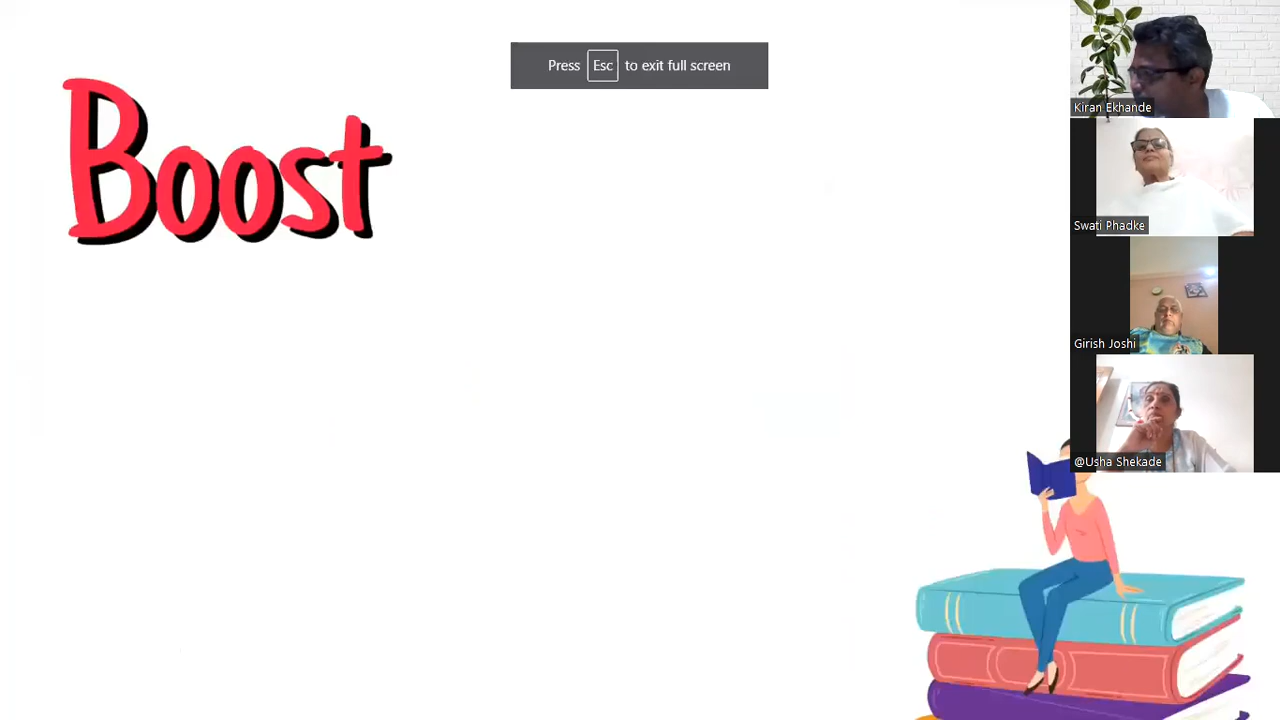 Press Esc to exit full screen
Boost
Kiran Ekhande
Swati Phadke
Girish Joshi
@Usha Shekade